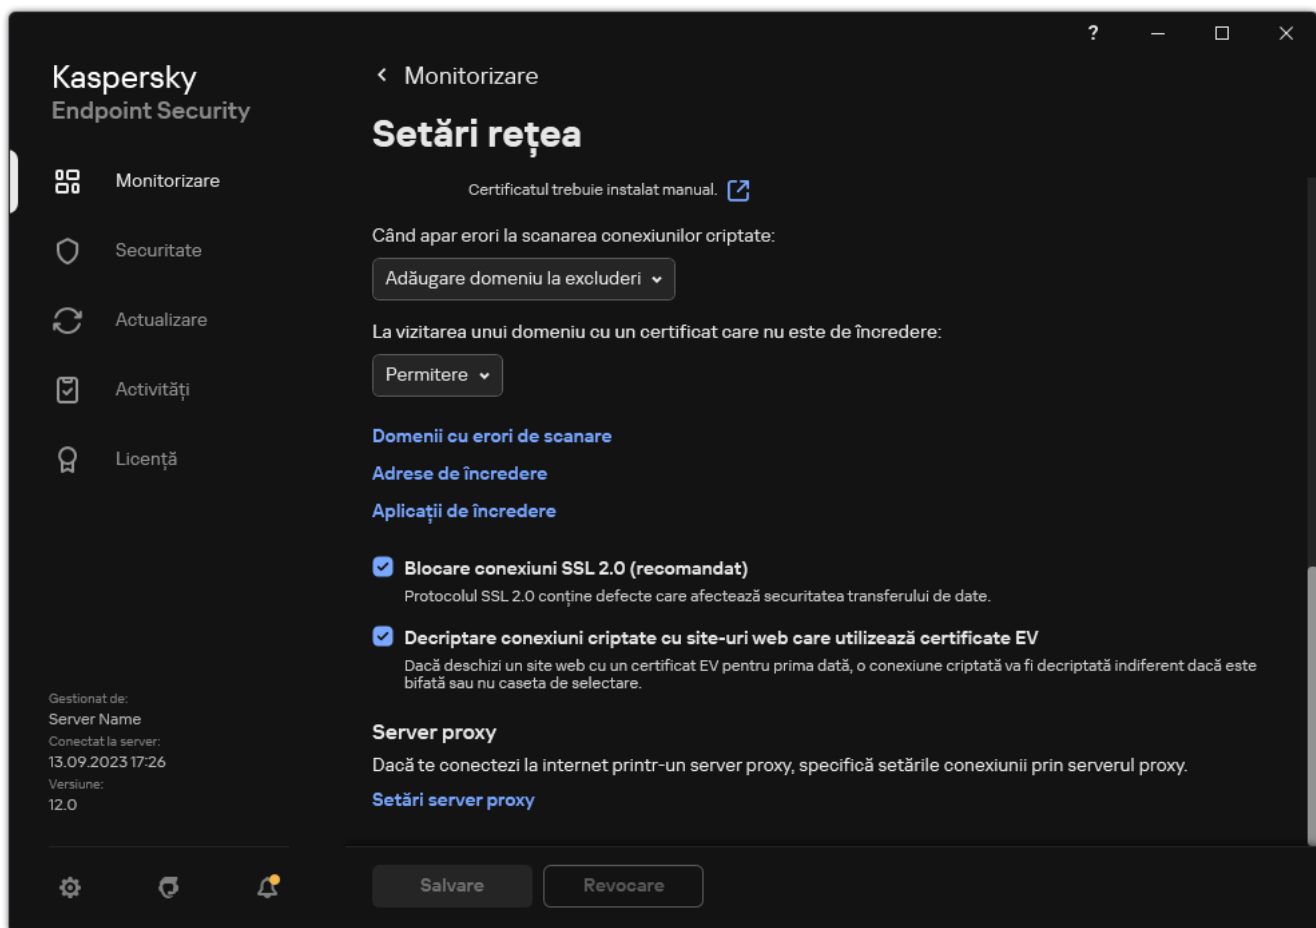 ?
Kaspersky
Endpoint Security
Monitorizare
Securitate
Actualizare
Activități
Licență
Gestionat de:
Server Name
Conectat la server:
13.09.2023 17:26
Versiune:
12.0
Monitorizare
Setări rețea
Certificatul trebuie instalat manual.
Când apar erori la scanarea conexiunilor criptate:
Adăugare domeniu la excluderi
La vizitarea unui domeniu cu un certificat care nu este de încredere:
Permitere
Domenii cu erori de scanare
Adrese de încredere
Aplicații de încredere
Blocare conexiuni SSL 2.0 (recomandat)
Protocolul SSL 2.0 conține defecte care afectează securitatea transferului de date.
Decriptare conexiuni criptate cu site-uri web care utilizează certificate EV
Dacă deschizi un site web cu un certificat EV pentru prima dată, o conexiune criptată va fi decriptată indiferent dacă este
bifată sau nu caseta de selectare.
Server proxy
Dacă te conectezi la internet printr-un server proxy, specifică setările conexiunii prin serverul proxy.
Setări server proxy
Salvare
Revocare